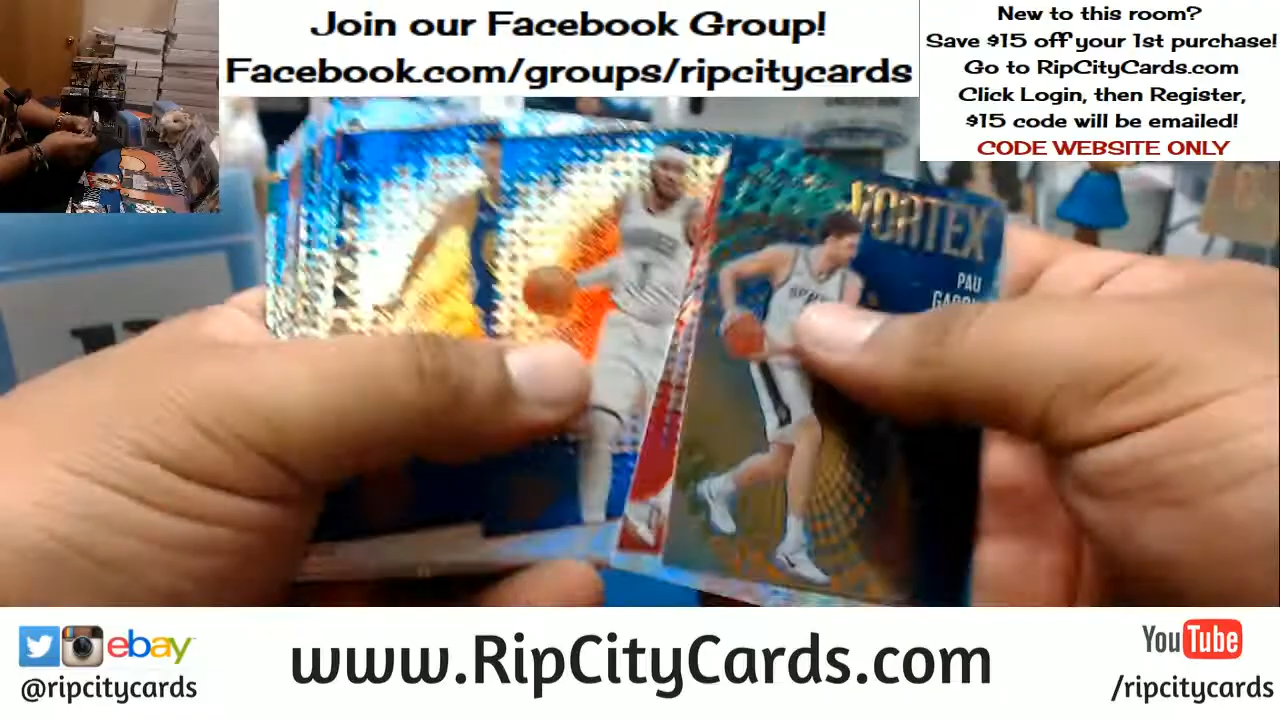 Join our Facebook Group!
Facebook.com/groups/ripcitycards
New to this room?
Save $15 off your 1st purchase!
Go to RipCityCards.com
Click Login, then Register,
$15 code will be emailed!
CODE WEBSITE ONLY
VORTEX
PAU
ebay
@ripcitycards
www.RipCityCards.com
YouTube
/ripcitycards